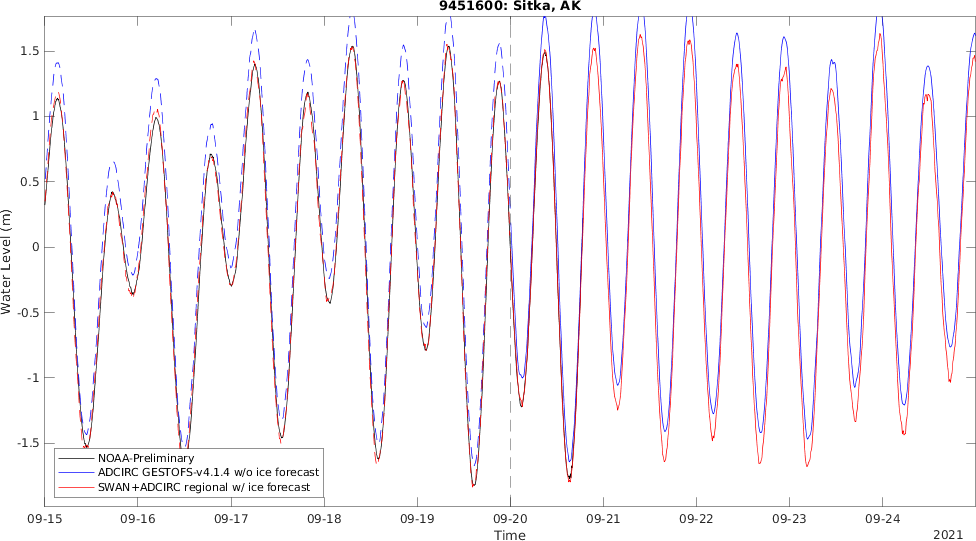 9451600: Sitka, AK
Water Level (m)
1.5
1
0.5
0
-0.5
-1
-1.5
NOAA-Preliminary
ADCIRC GESTOFS-v4.1.4 w/o ice forecast
SWAN+ADCIRC regional w/ ice forecast
09-15 09-16 09-17 09-18 09-19 09-20 09-21 09-22 09-23 09-24
Time
2021